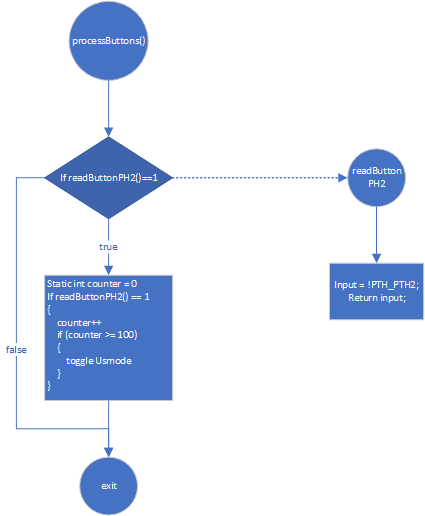 processButtons()
If readButtonPH2()==1
readButton
PH2
true
Static int counter = 0
If readButtonPH2() == 1
{
counter++
if (counter >= 100)
{
toggle Usmode
}
}
Input = !PTH_PTH2;
Return input;
false
exit